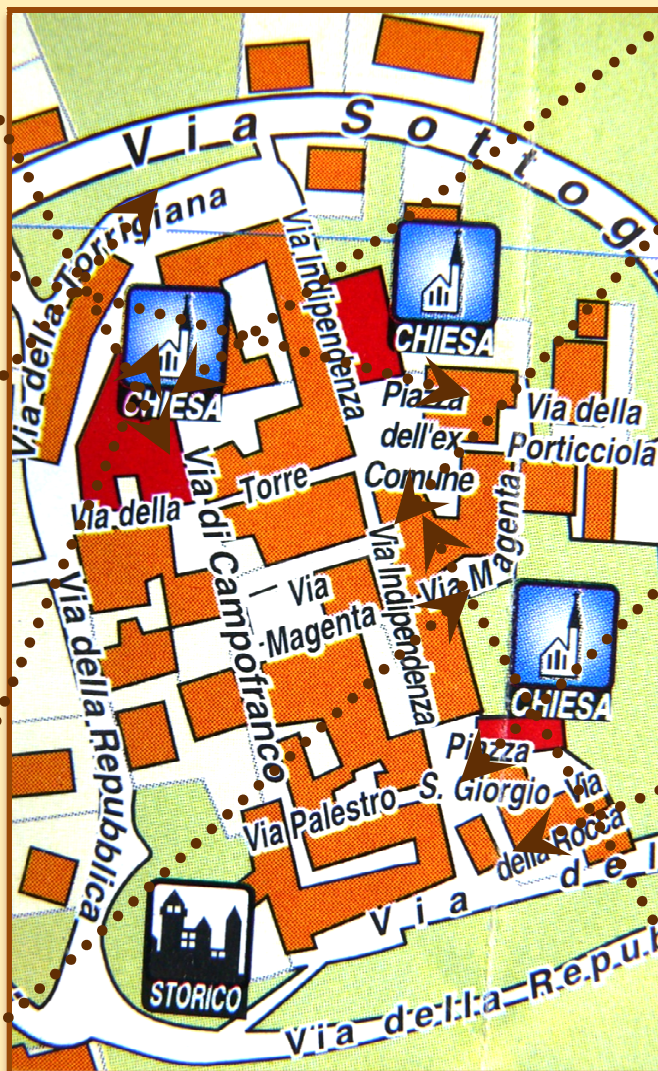 Via Sottog
Via della Torrigiana
Via Indipendenza
CHIESA
CHIESA
Piazza
dell'ex
Comune
Via della
Porticciola
Via della
Torre
Via di Campofranco
Via
Magenta
Via Indipendenza
Via Magenta
Via della Repubblica
CHIESA
Piazza
S. Giorgio
Via
della Rocca
Via Palestro
Via del
STORICO
Via della Repub